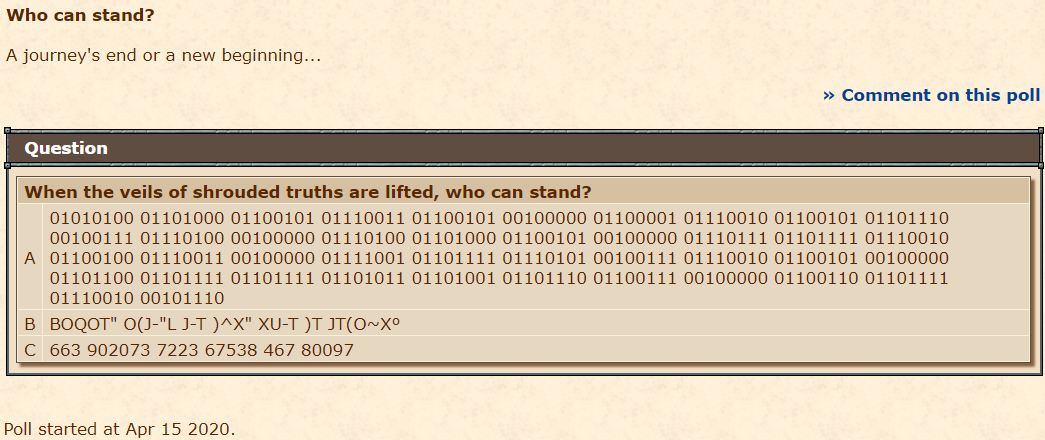 Who can stand?
A journey's end or a new beginning...
» Comment on this poll
Question
When the veils of shrouded truths are lifted, who can stand?
A
01010100 01101000 01100101 01110011 01100101 00100000 01100001 01110010 01100101 01101110
00100111 01110100 00100000 01110100 01101000 01100101 00100000 01110111 01101111 01110010
01100100 01110011 00100000 01111001 01101111 01110101 00100111 01110010 01100101 00100000
01101100 01101111 01101111 01101011 01101001 01101110 01100111 00100000 01100110 01101111
01110010 00101110
B BOQOT" O(J-"L J-T )^X" XU-T )T JT(O~Xº
C 663 902073 7223 67538 467 80097
Poll started at Apr 15 2020.